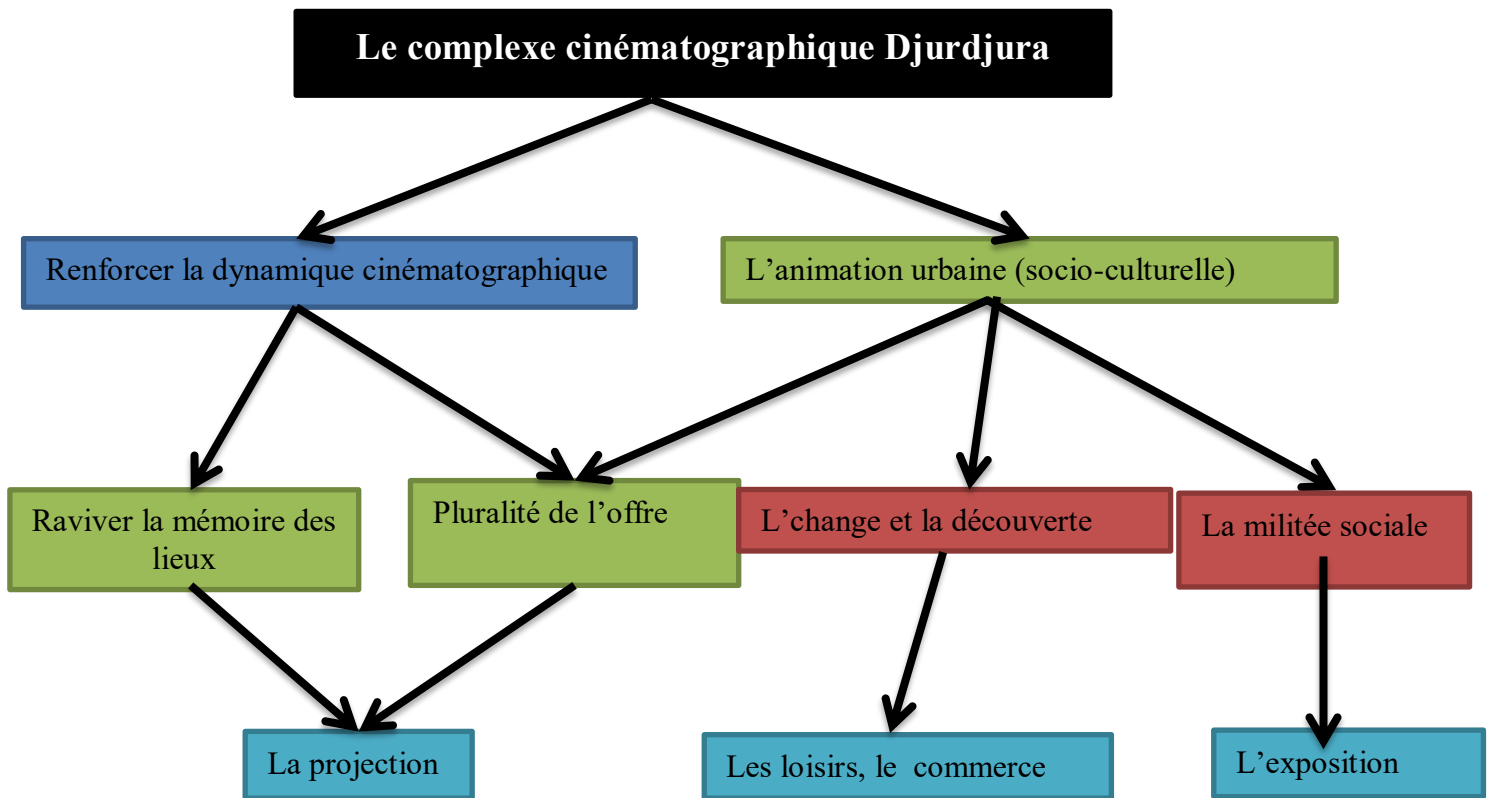 Le complexe cinématographique Djurdjura
Renforcer la dynamique cinématographique
L’animation urbaine (socio-culturelle)
Raviver la mémoire des
lieux
Pluralité de l’offre
L’change et la découverte
La militée sociale
La projection
Les loisirs, le commerce
L’exposition